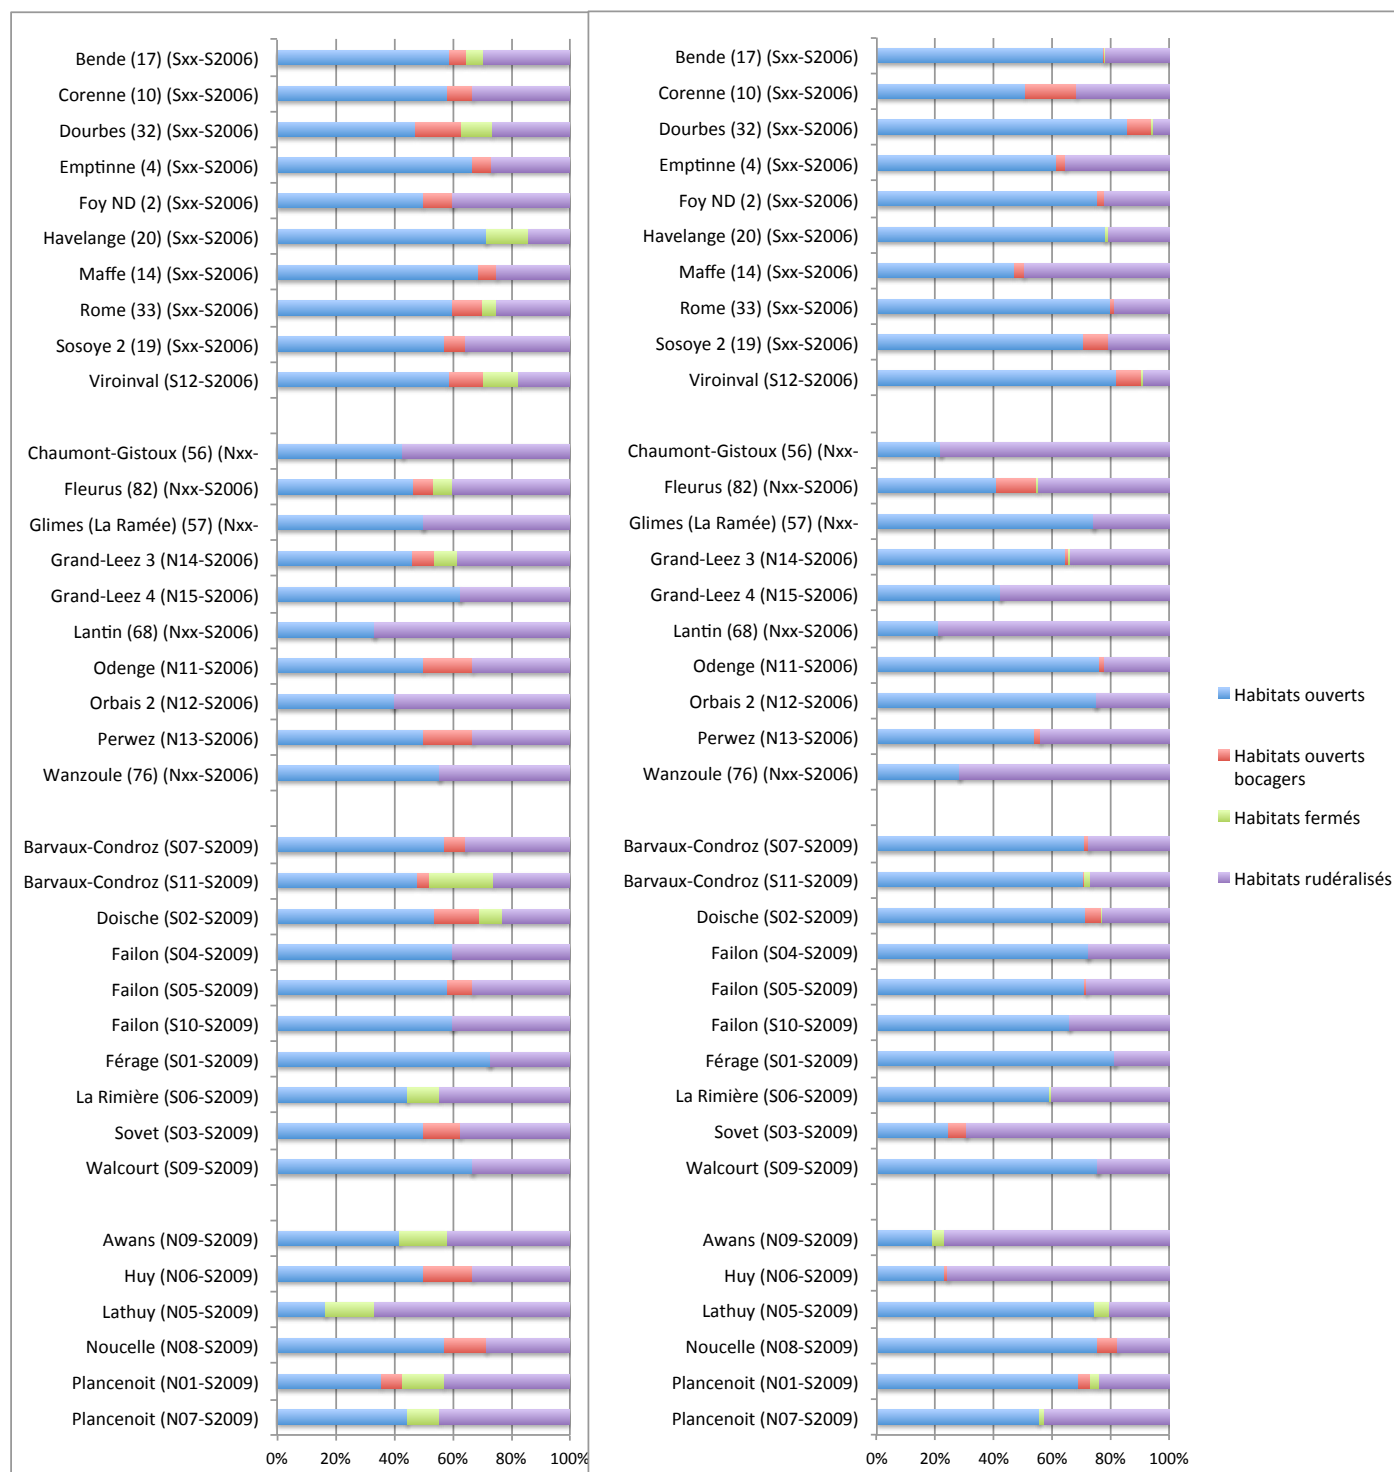 Bende (17) (Sxx-S2006)
Corenne (10) (Sxx-S2006)
Dourbes (32) (Sxx-S2006)
Emptinne (4) (Sxx-S2006)
Foy ND (2) (Sxx-S2006)
Havelange (20) (Sxx-S2006)
Maffe (14) (Sxx-S2006)
Rome (33) (Sxx-S2006)
Sosoye 2 (19) (Sxx-S2006)
Viroinval (S12-S2006)
Chaumont-Gistoux (56) (Nxx-
Fleurus (82) (Nxx-S2006)
Glimes (La Ramée) (57) (Nxx-
Grand-Leez 3 (N14-S2006)
Grand-Leez 4 (N15-S2006)
Lantin (68) (Nxx-S2006)
Odenge (N11-S2006)
Orbais 2 (N12-S2006)
Perwez (N13-S2006)
Wanzoule (76) (Nxx-S2006)
Barvaux-Condroz (S07-S2009)
Barvaux-Condroz (S11-S2009)
Doische (S02-S2009)
Failon (S04-S2009)
Failon (S05-S2009)
Failon (S10-S2009)
Férage (S01-S2009)
La Rimière (S06-S2009)
Sovet (S03-S2009)
Walcourt (S09-S2009)
Awans (N09-S2009)
Huy (N06-S2009)
Lathuy (N05-S2009)
Noucelle (N08-S2009)
Plancenoit (N01-S2009)
Plancenoit (N07-S2009)
0% 20% 40% 60% 80% 100%
Bende (17) (Sxx-S2006)
Corenne (10) (Sxx-S2006)
Dourbes (32) (Sxx-S2006)
Emptinne (4) (Sxx-S2006)
Foy ND (2) (Sxx-S2006)
Havelange (20) (Sxx-S2006)
Maffe (14) (Sxx-S2006)
Rome (33) (Sxx-S2006)
Sosoye 2 (19) (Sxx-S2006)
Viroinval (S12-S2006)
Chaumont-Gistoux (56) (Nxx-
Fleurus (82) (Nxx-S2006)
Glimes (La Ramée) (57) (Nxx-
Grand-Leez 3 (N14-S2006)
Grand-Leez 4 (N15-S2006)
Lantin (68) (Nxx-S2006)
Odenge (N11-S2006)
Orbais 2 (N12-S2006)
Perwez (N13-S2006)
Wanzoule (76) (Nxx-S2006)
Barvaux-Condroz (S07-S2009)
Barvaux-Condroz (S11-S2009)
Doische (S02-S2009)
Failon (S04-S2009)
Failon (S05-S2009)
Failon (S10-S2009)
Férage (S01-S2009)
La Rimière (S06-S2009)
Sovet (S03-S2009)
Walcourt (S09-S2009)
Awans (N09-S2009)
Huy (N06-S2009)
Lathuy (N05-S2009)
Noucelle (N08-S2009)
Plancenoit (N01-S2009)
Plancenoit (N07-S2009)
0% 20% 40% 60% 80% 100%
Habitats ouverts
Habitats ouverts
bocagers
Habitats fermés
Habitats rudéralisés